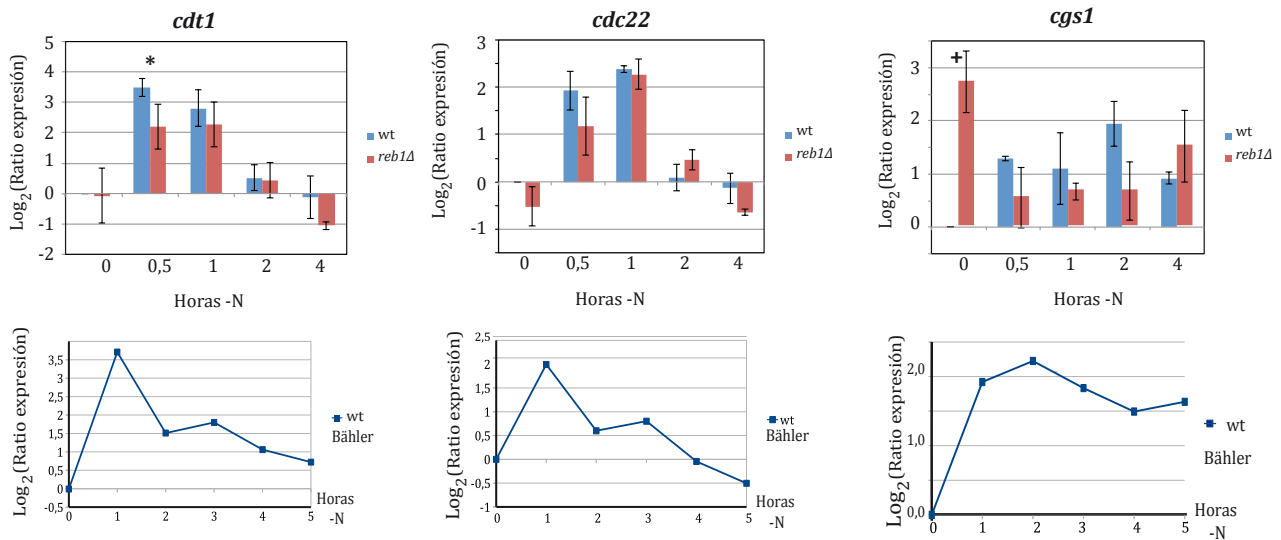 cdt1
Log2(Ratio expresión)
5
4
3
2
1
0
-1
-2
*
0 0,5 1 2 4
Horas -N
wt
reb1Δ
cdc22
Log2(Ratio expresión)
3
2
1
0
-1
0 0,5 1 2 4
Horas -N
wt
reb1Δ
cgs1
Log2(Ratio expresión)
3
2
1
0
+
0 0,5 1 2 4
Horas -N
wt
reb1Δ
Log2(Ratio expresión)
3,5
3
2,5
2
1,5
1
0,5
0
-0,5
0 1 2 3 4 5
Horas
-N
wt
Bähler
Log2(Ratio expresión)
2,5
2
1,5
1
0,5
0
-0,5
-1
0 1 2 3 4 5
Horas
-N
wt
Bähler
Log2(Ratio expresión)
2,0
1,0
0,0
0 1 2 3 4 5
Horas
-N
wt
Bähler